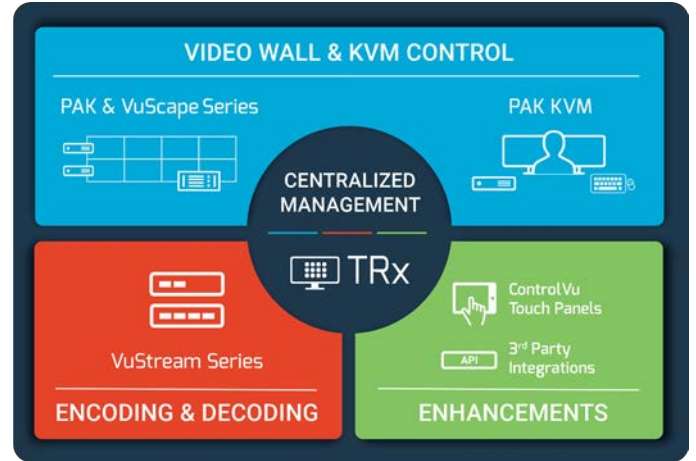 VIDEO WALL & KVM CONTROL
PAK & VuScape Series
PAK KVM
CENTRALIZED
MANAGEMENT
TRx
VuStream Series
ENCODING & DECODING
ControlVu
Touch Panels
API
3rd Party
Integrations
ENHANCEMENTS